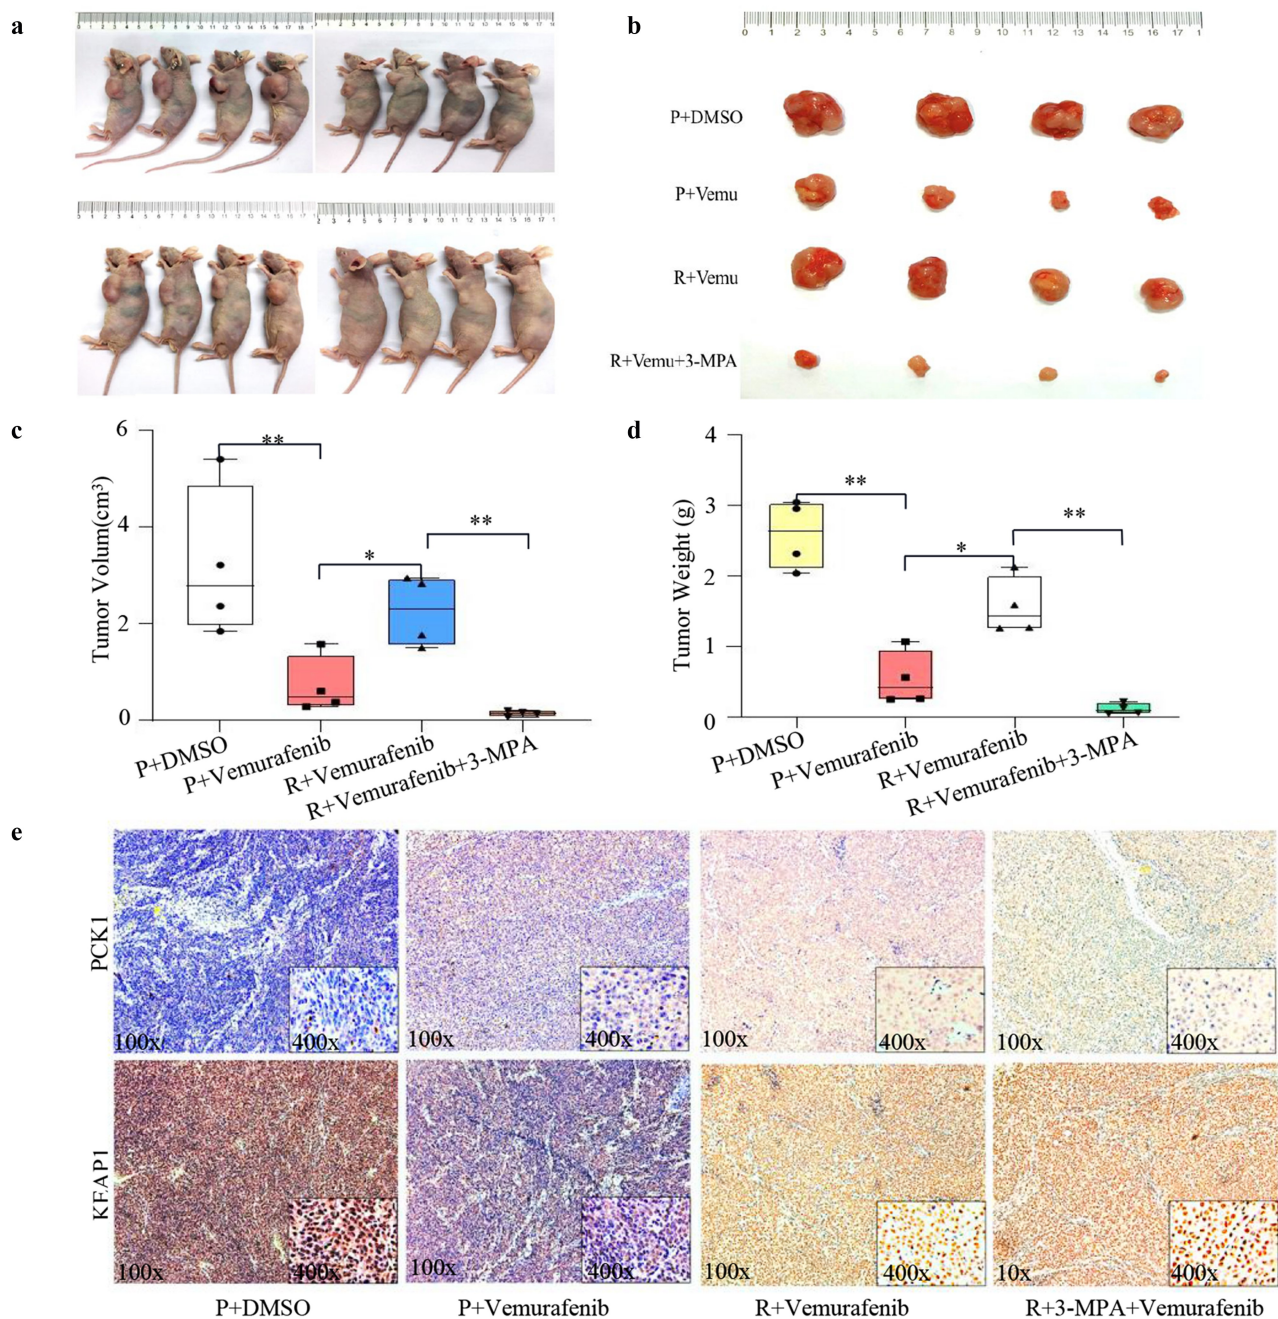 a
b
0 1 2 3 4 5 6 7 8 9 10 11 12 13 14 15 16 17 1
P+DMSO
P+Vemu
R+Vemu
R+Vemu+3-MPA
c
d
6
4
2
0
Tumor Volum(cm³)
**
*
**
P+DMSO
P+Vemurafenib
R+Vemurafenib
R+Vemurafenib+3-MPA
4
3
2
1
0
Tumor Weight (g)
**
*
**
P+DMSO
P+Vemurafenib
R+Vemurafenib
R+Vemurafenib+3-MPA
e
PCK1
100x 400x 100x 400x 100x 400x 100x 400x
KEAP1
100x 400x 100x 400x 100x 400x 10x 400x
P+DMSO P+Vemurafenib R+Vemurafenib R+3-MPA+Vemurafenib